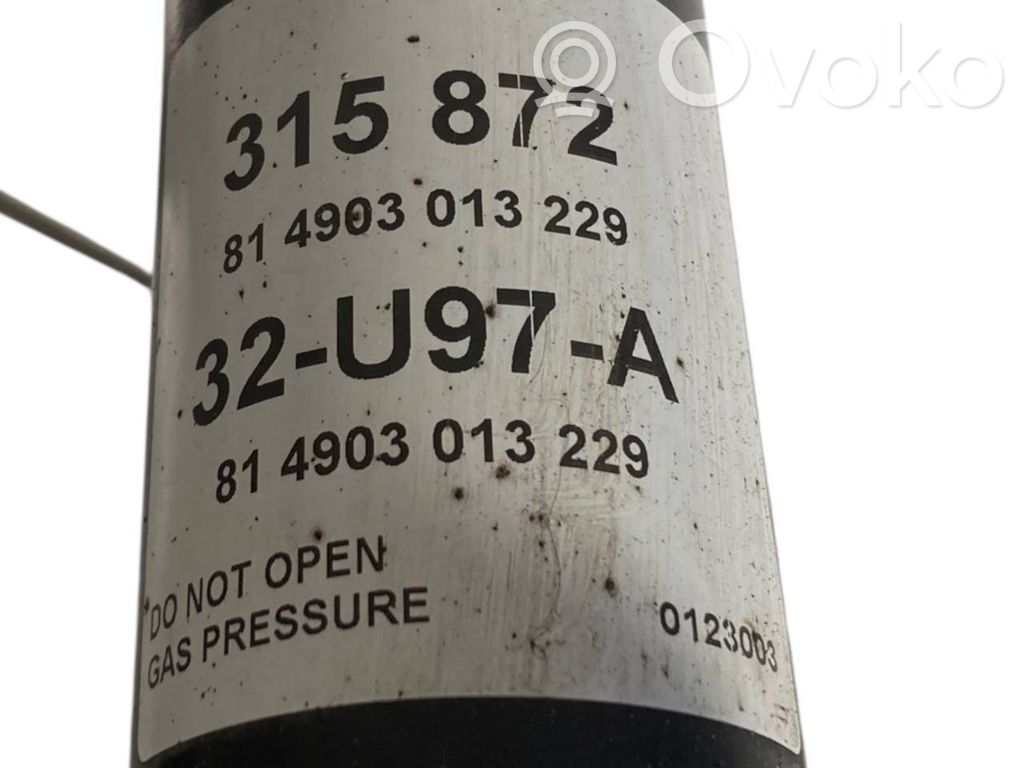 Ovoko
315 872
81 4903 013 229
32-U97-A
81 4903 013 229
DO NOT OPEN
GAS PRESSURE
0123003